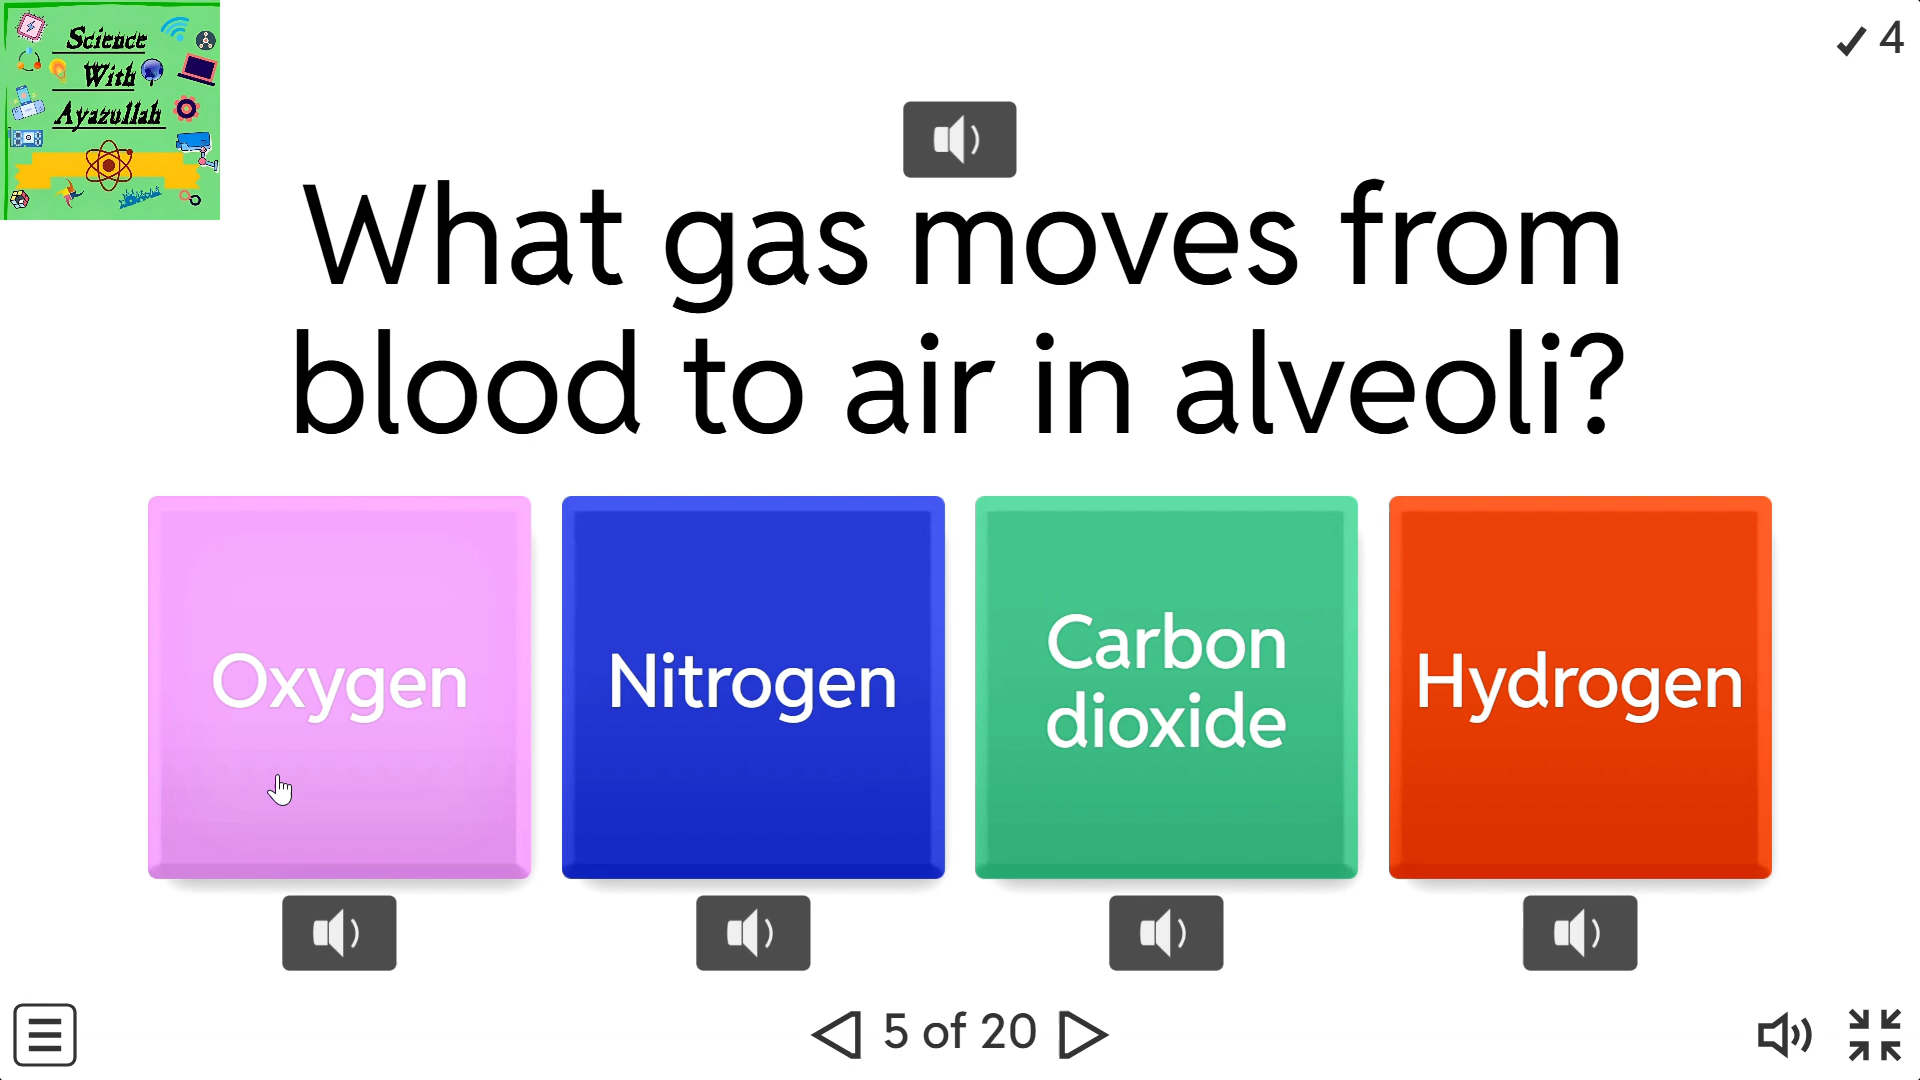 Science
With
Ayazullah
4
What gas moves from
blood to air in alveoli?
Oxygen
Nitrogen
Carbon
dioxide
Hydrogen
5 of 20